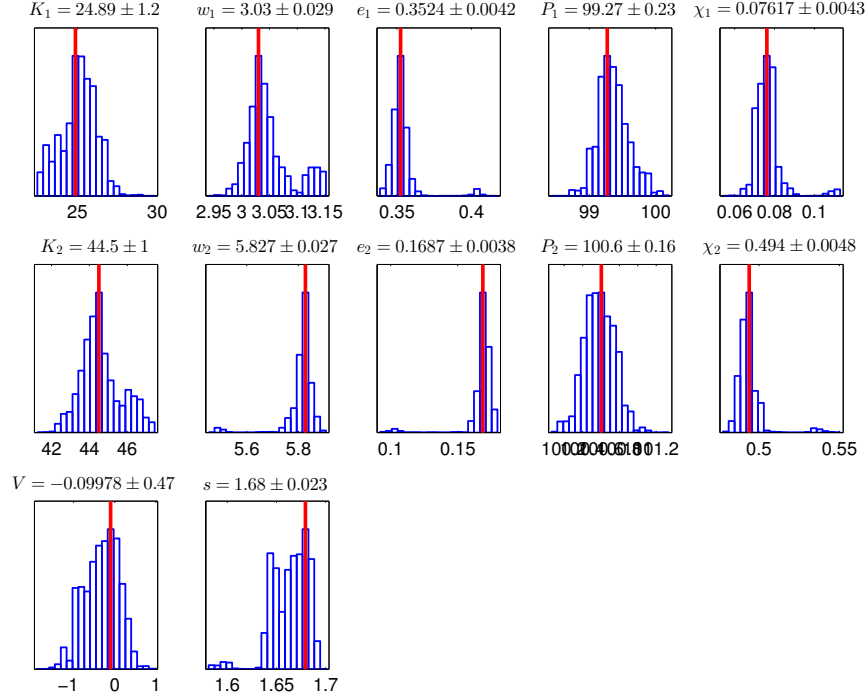 K₁ = 24.89 ± 1.2 w₁ = 3.03 ± 0.029 e₁ = 0.3524 ± 0.0042 P₁ = 99.27 ± 0.23 χ₁ = 0.07617 ± 0.0043
25 30 2.95 3 3.05 3.1 3.15 0.35 0.4 99 100 0.06 0.08 0.1
K₂ = 44.5 ± 1 w₂ = 5.827 ± 0.027 e₂ = 0.1687 ± 0.0038 P₂ = 100.6 ± 0.16 χ₂ = 0.494 ± 0.0048
42 44 46 5.6 5.8 0.1 0.15 0.5 0.55
V = −0.09978 ± 0.47 s = 1.68 ± 0.023
−1 0 1 1.6 1.65 1.7